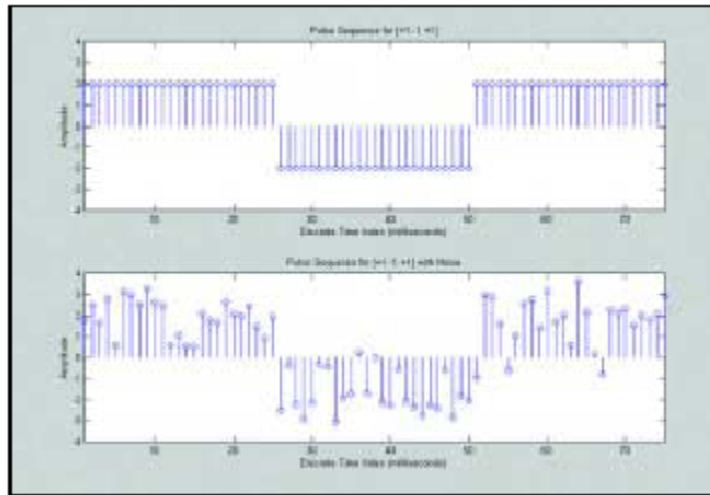 Pulse Sequence for [+1 -1 +1]
Amplitude
10 20 30 40 50 60 70
Discrete Time Index (milliseconds)
Pulse Sequence for [+1 -1 +1] with Noise
Amplitude
10 20 30 40 50 60 70
Discrete Time Index (milliseconds)